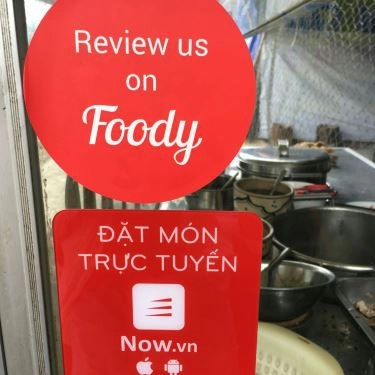 Review us
on
Foody
ĐẶT MÓN
TRỰC TUYẾN
Now.vn